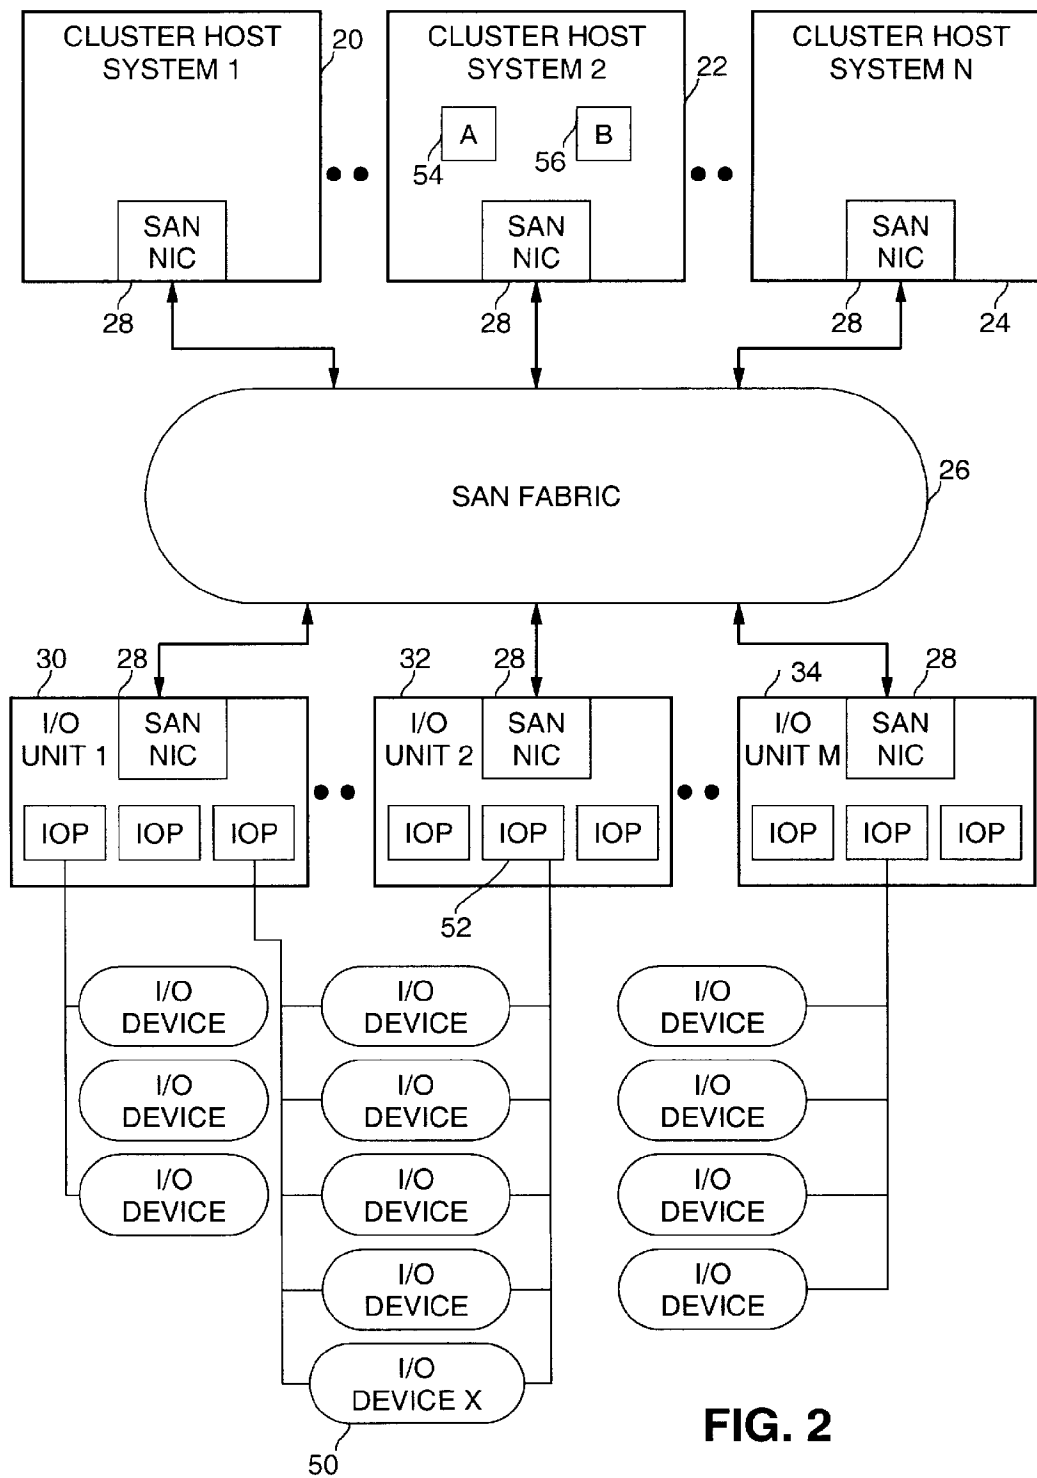 CLUSTER HOST
SYSTEM 1
20
CLUSTER HOST
SYSTEM 2
22
CLUSTER HOST
SYSTEM N
A
54
B
56
SAN
NIC
28
SAN
NIC
28
SAN
NIC
28
24
SAN FABRIC
26
30
28
32
28
34
28
I/O
UNIT 1
SAN
NIC
I/O
UNIT 2
SAN
NIC
I/O
UNIT M
SAN
NIC
IOP
IOP
IOP
IOP
IOP
IOP
IOP
IOP
IOP
52
I/O
DEVICE
I/O
DEVICE
I/O
DEVICE
I/O
DEVICE
I/O
DEVICE
I/O
DEVICE
I/O
DEVICE
I/O
DEVICE
I/O
DEVICE
I/O
DEVICE
I/O
DEVICE
I/O
DEVICE X
50
FIG. 2